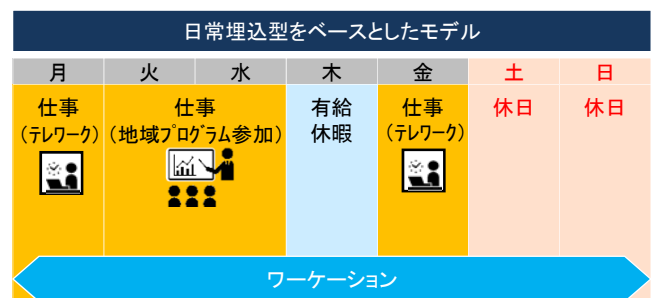 日常埋込型をベースとしたモデル
月 火 水 木 金 土 日
仕事
(テレワーク)
仕事
(地域プログラム参加)
有給
休暇
仕事
(テレワーク)
休日
休日
ワーケーション